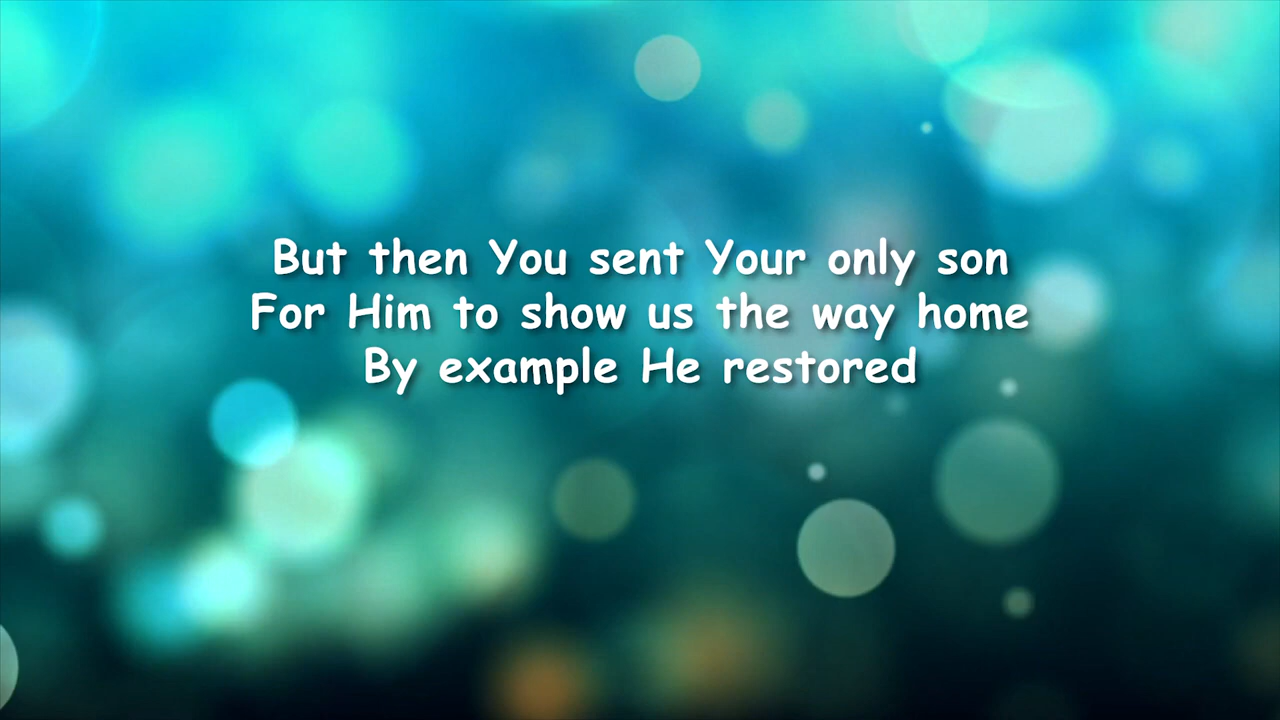 But then You sent Your only son
For Him to show us the way home
By example He restored